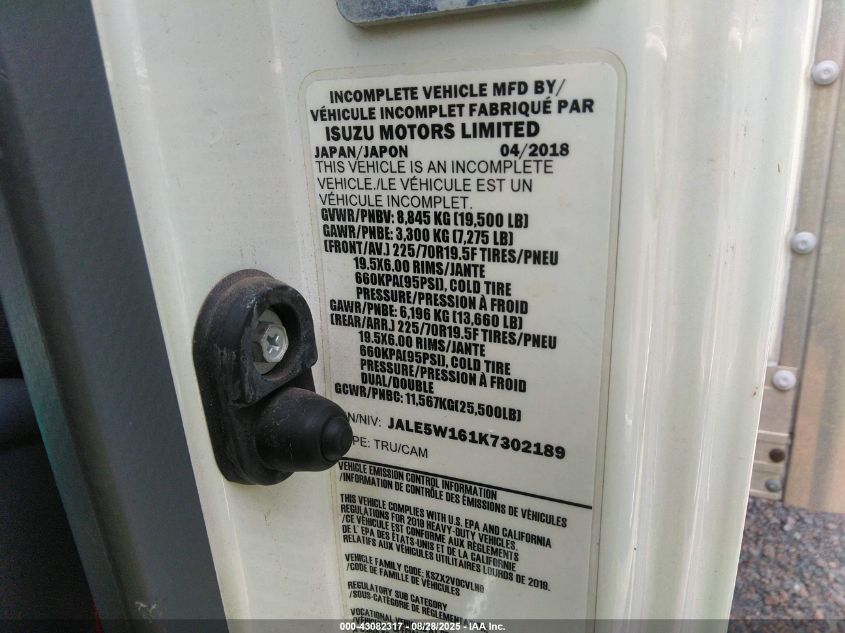 INCOMPLETE VEHICLE MFD BY/
VÉHICULE INCOMPLET FABRIQUÉ PAR
ISUZU MOTORS LIMITED
JAPAN/JAPON 04/2018
THIS VEHICLE IS AN INCOMPLETE
VEHICLE./LE VÉHICULE EST UN
VÉHICULE INCOMPLET.
GVWR/PNBV: 8,845 KG (19,500 LB)
GAWR/PNBE: 3,300 KG (7,275 LB)
(FRONT/AV.) 225/70R19.5F TIRES/PNEU
19.5X6.00 RIMS/JANTE
660KPA(95PSI), COLD TIRE
PRESSURE/PRESSION À FROID
GAWR/PNBE: 6,196 KG (13,660 LB)
(REAR/ARR.) 225/70R19.5F TIRES/PNEU
19.5X6.00 RIMS/JANTE
660KPA(95PSI), COLD TIRE
PRESSURE/PRESSION À FROID
DUAL/DOUBLE
GCWR/PNBC: 11,567KG(25,500LB)
N/NIV: JALE5W161K7302189
PE: TRU/CAM
VEHICLE EMISSION CONTROL INFORMATION
/INFORMATION DE CONTRÔLE DES ÉMISSIONS DE VÉHICULES
THIS VEHICLE COMPLIES WITH U.S. EPA AND CALIFORNIA
REGULATIONS FOR 2019 HEAVY-DUTY VEHICLES.
/CE VÉHICULE EST CONFORME AUX RÈGLEMENTS
DE L'EPA DES ÉTATS-UNIS ET DE LA CALIFORNIE
RELATIFS AUX VÉHICULES UTILITAIRES LOURDS DE 2019.
VEHICLE FAMILY CODE: KSZX2VOCVLH0
/CODE DE FAMILLE DE VÉHICULES
REGULATORY SUB CATEGORY
/SOUS-CATÉGORIE DE RÉGLEMENTA
VOCATIONAL
000-43082317 - 08/28/2025 - IAA Inc.